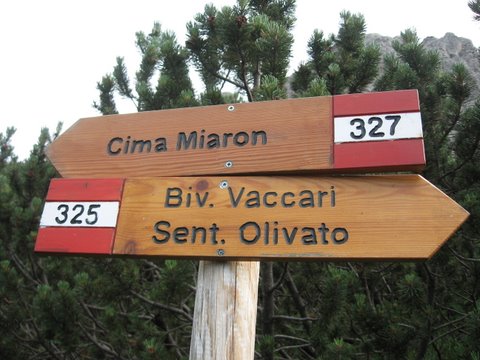 Cima Miaron 327
325 Biv. Vaccari
Sent. Olivato